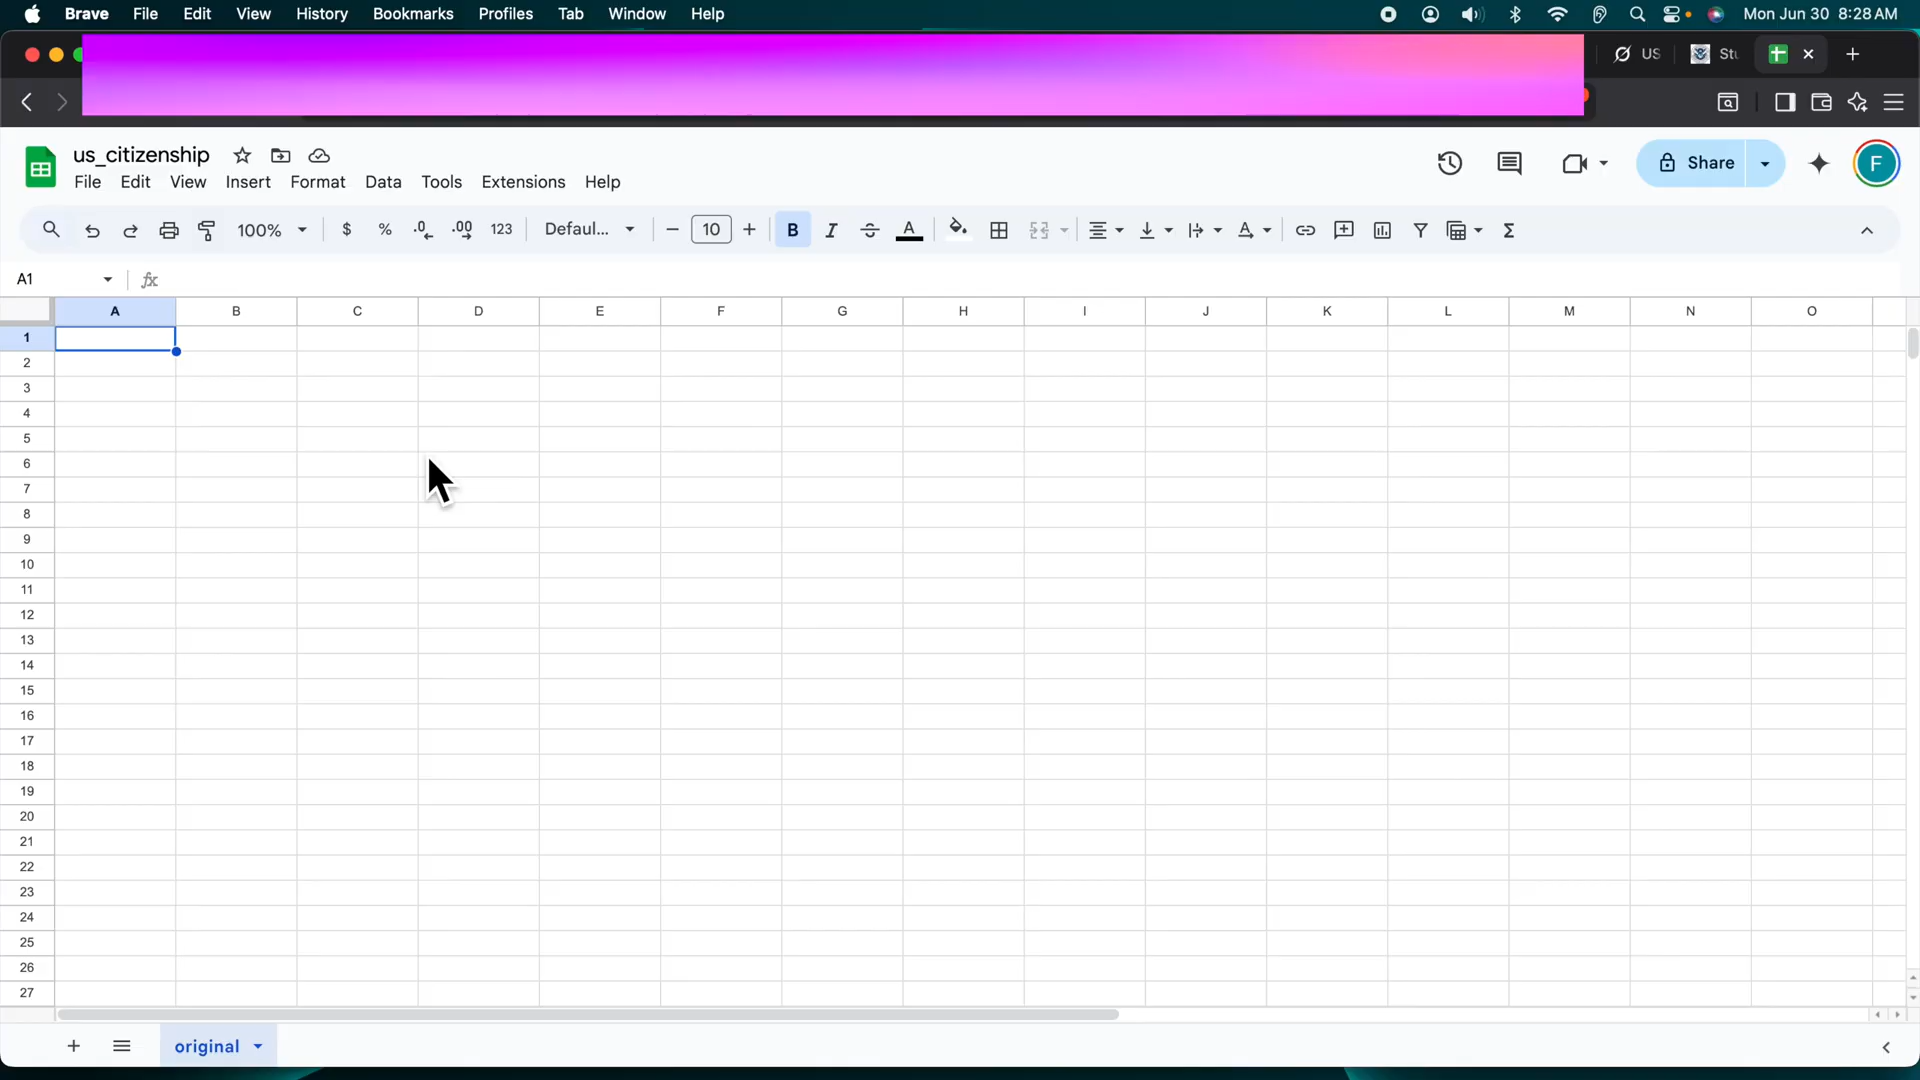 Brave File Edit View History Bookmarks Profiles Tab Window Help Mon Jun 30 8:28 AM
US
us_citizenship
File Edit View Insert Format Data Tools Extensions Help
Share
F
100% $ % .0 .00 123 Defaul... 10 B I A Σ
A1 fx
A B C D E F G H I J K L M N O
1
2
3
4
5
6
7
8
9
10
11
12
13
14
15
16
17
18
19
20
21
22
23
24
25
26
27
original